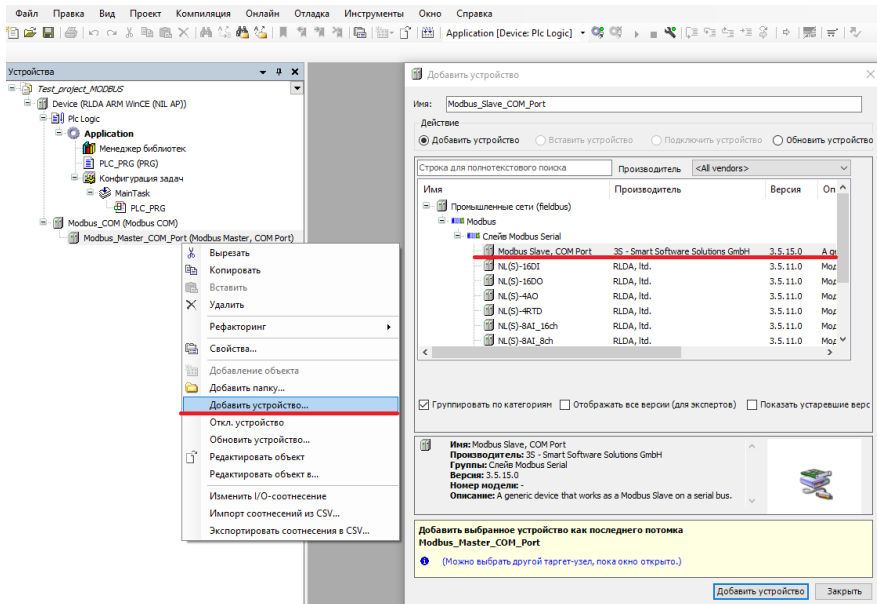 Файл Правка Вид Проект Компиляция Онлайн Отладка Инструменты Окно Справка
Application [Device: Plc Logic]
Устройства
Test_project_MODBUS
Device (RLDA ARM WinCE (NIL AP))
Plc Logic
Application
Менеджер библиотек
PLC_PRG (PRG)
Конфигурация задач
MainTask
PLC_PRG
Modbus_COM (Modbus COM)
Modbus_Master_COM_Port (Modbus Master, COM Port)
Вырезать
Копировать
Вставить
Удалить
Рефакторинг
Свойства...
Добавление объекта
Добавить папку...
Добавить устройство...
Откл. устройство
Обновить устройство...
Редактировать объект
Редактировать объект в...
Изменить I/O-соотнесение
Импорт соотнесений из CSV...
Экспортировать соотнесения в CSV...
Добавить устройство
Имя: Modbus_Slave_COM_Port
Действие
Добавить устройство Вставить устройство Подключить устройство Обновить устройство
Строка для полнотекстового поиска Производитель <All vendors>
Имя Производитель Версия Оп
Промышленные сети (fieldbus)
Modbus
Слейв Modbus Serial
Modbus Slave, COM Port 3S - Smart Software Solutions GmbH 3.5.15.0 A ge
NL(S)-16DI RLDA, ltd. 3.5.11.0 Мод
NL(S)-16DO RLDA, ltd. 3.5.11.0 Мод
NL(S)-4AO RLDA, ltd. 3.5.11.0 Мод
NL(S)-4RTD RLDA, ltd. 3.5.11.0 Мод
NL(S)-8AI_16ch RLDA, ltd. 3.5.11.0 Мод
NL(S)-8AI_8ch RLDA, ltd. 3.5.11.0 Мод
Группировать по категориям Отображать все версии (для экспертов) Показать устаревшие верс
Имя: Modbus Slave, COM Port
Производитель: 3S - Smart Software Solutions GmbH
Группы: Слейв Modbus Serial
Версия: 3.5.15.0
Номер модели: -
Описание: A generic device that works as a Modbus Slave on a serial bus.
Добавить выбранное устройство как последнего потомка
Modbus_Master_COM_Port
(Можно выбрать другой таргет-узел, пока окно открыто.)
Добавить устройство Закрыть